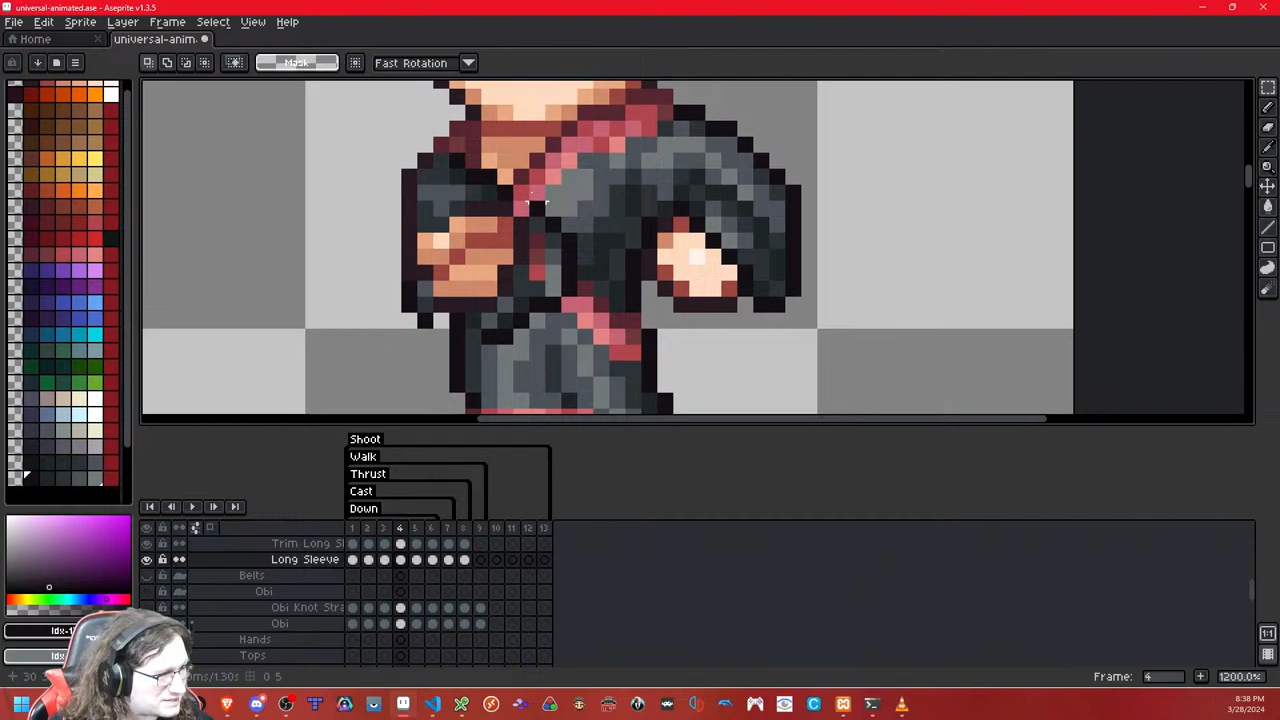 universal-animated.ase - Aseprite v1.3.5
File Edit Sprite Layer Frame Select View Help
Home universal-anim.
Mask Fast Rotation
Shoot
Walk
Thrust
Cast
Down
1 2 3 4 5 6 7 8 9 10 11 12 13
Trim Long S
Long Sleeve
Belts
Obi
Obi Knot Stra
Obi
Hands
Tops
1:1
Frame: 4 1200.0%
8:38 PM
3/28/2024